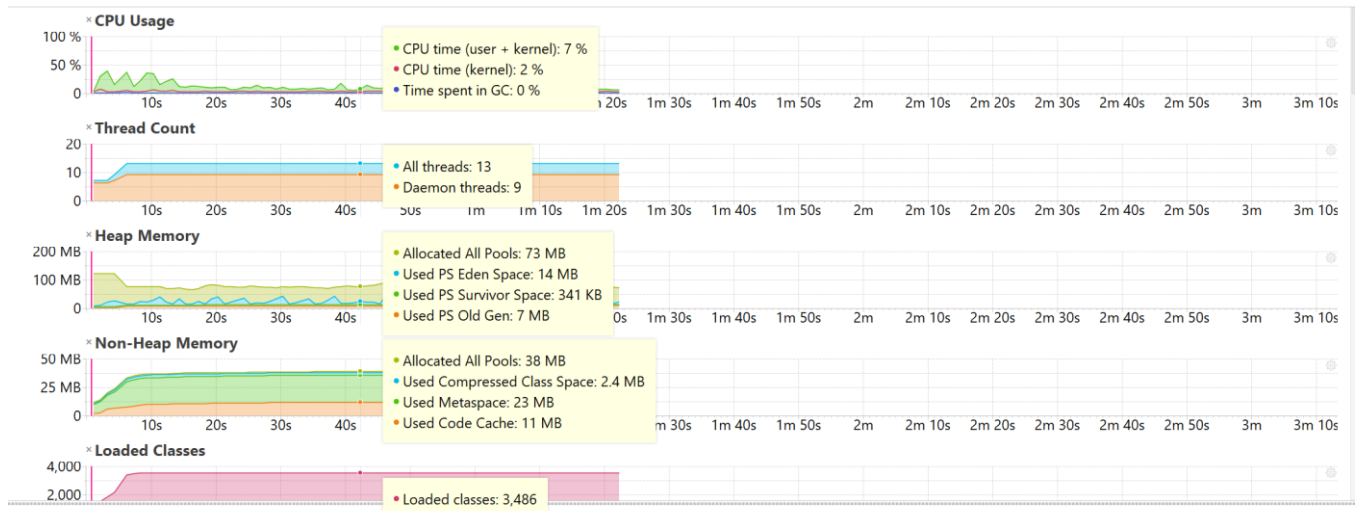 × CPU Usage
100 %
50 %
0
CPU time (user + kernel): 7 %
CPU time (kernel): 2 %
Time spent in GC: 0 %
10s 20s 30s 40s 20s 1m 30s 1m 40s 1m 50s 2m 2m 10s 2m 20s 2m 30s 2m 40s 2m 50s 3m 3m 10s
× Thread Count
20
10
0
All threads: 13
Daemon threads: 9
10s 20s 30s 40s 50s 1m 1m 10s 1m 20s 1m 30s 1m 40s 1m 50s 2m 2m 10s 2m 20s 2m 30s 2m 40s 2m 50s 3m 3m 10s
× Heap Memory
200 MB
100 MB
0
Allocated All Pools: 73 MB
Used PS Eden Space: 14 MB
Used PS Survivor Space: 341 KB
Used PS Old Gen: 7 MB
10s 20s 30s 40s 1m 30s 1m 40s 1m 50s 2m 2m 10s 2m 20s 2m 30s 2m 40s 2m 50s 3m 3m 10s
× Non-Heap Memory
50 MB
25 MB
0
Allocated All Pools: 38 MB
Used Compressed Class Space: 2.4 MB
Used Metaspace: 23 MB
Used Code Cache: 11 MB
10s 20s 30s 40s 30s 1m 40s 1m 50s 2m 2m 10s 2m 20s 2m 30s 2m 40s 2m 50s 3m 3m 10s
× Loaded Classes
4,000
2,000
Loaded classes: 3,486